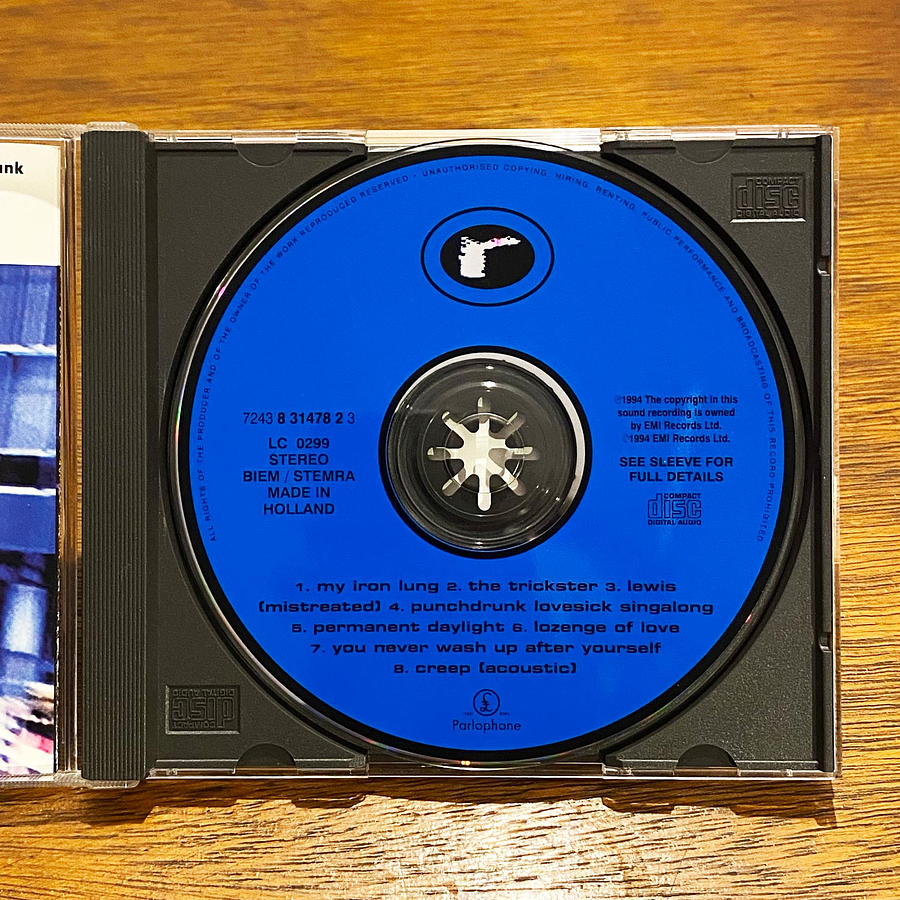 unk
ALL RIGHTS OF THE PRODUCER AND OF THE OWNER OF THE WORK REPRODUCED RESERVED · UNAUTHORISED COPYING, HIRING, RENTING, PUBLIC PERFORMANCE AND BROADCASTING OF THIS RECORD PROHIBITED
r
COMPACT
disc
DIGITAL AUDIO
7243 8 31478 2 3
LC 0299
STEREO
BIEM / STEMRA
MADE IN
HOLLAND
℗1994 The copyright in this
sound recording is owned
by EMI Records Ltd.
©1994 EMI Records Ltd.
SEE SLEEVE FOR
FULL DETAILS
COMPACT
disc
DIGITAL AUDIO
1. my iron lung 2. the trickster 3. lewis
(mistreated) 4. punchdrunk lovesick singalong
5. permanent daylight 6. lozenge of love
7. you never wash up after yourself
8. creep (acoustic)
£
Parlophone
COMPACT
disc
DIGITAL AUDIO